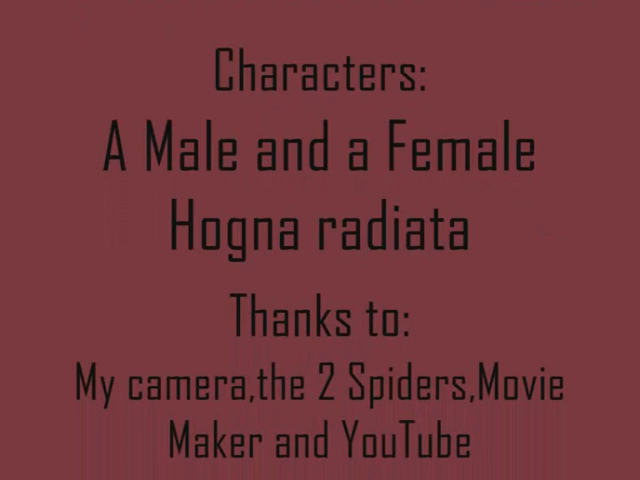 Characters:
A Male and a Female
Hogna radiata
Thanks to:
My camera,the 2 Spiders,Movie
Maker and YouTube